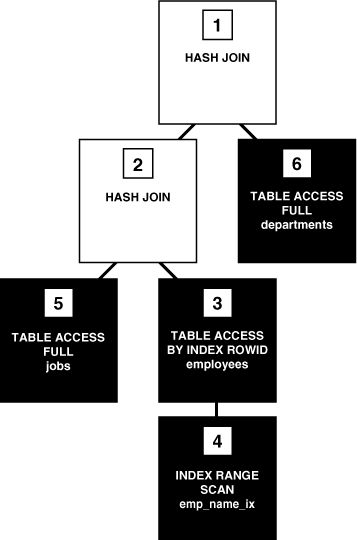 1
HASH JOIN
2
HASH JOIN
6
TABLE ACCESS
FULL
departments
5
TABLE ACCESS
FULL
jobs
3
TABLE ACCESS
BY INDEX ROWID
employees
4
INDEX RANGE
SCAN
emp_name_ix